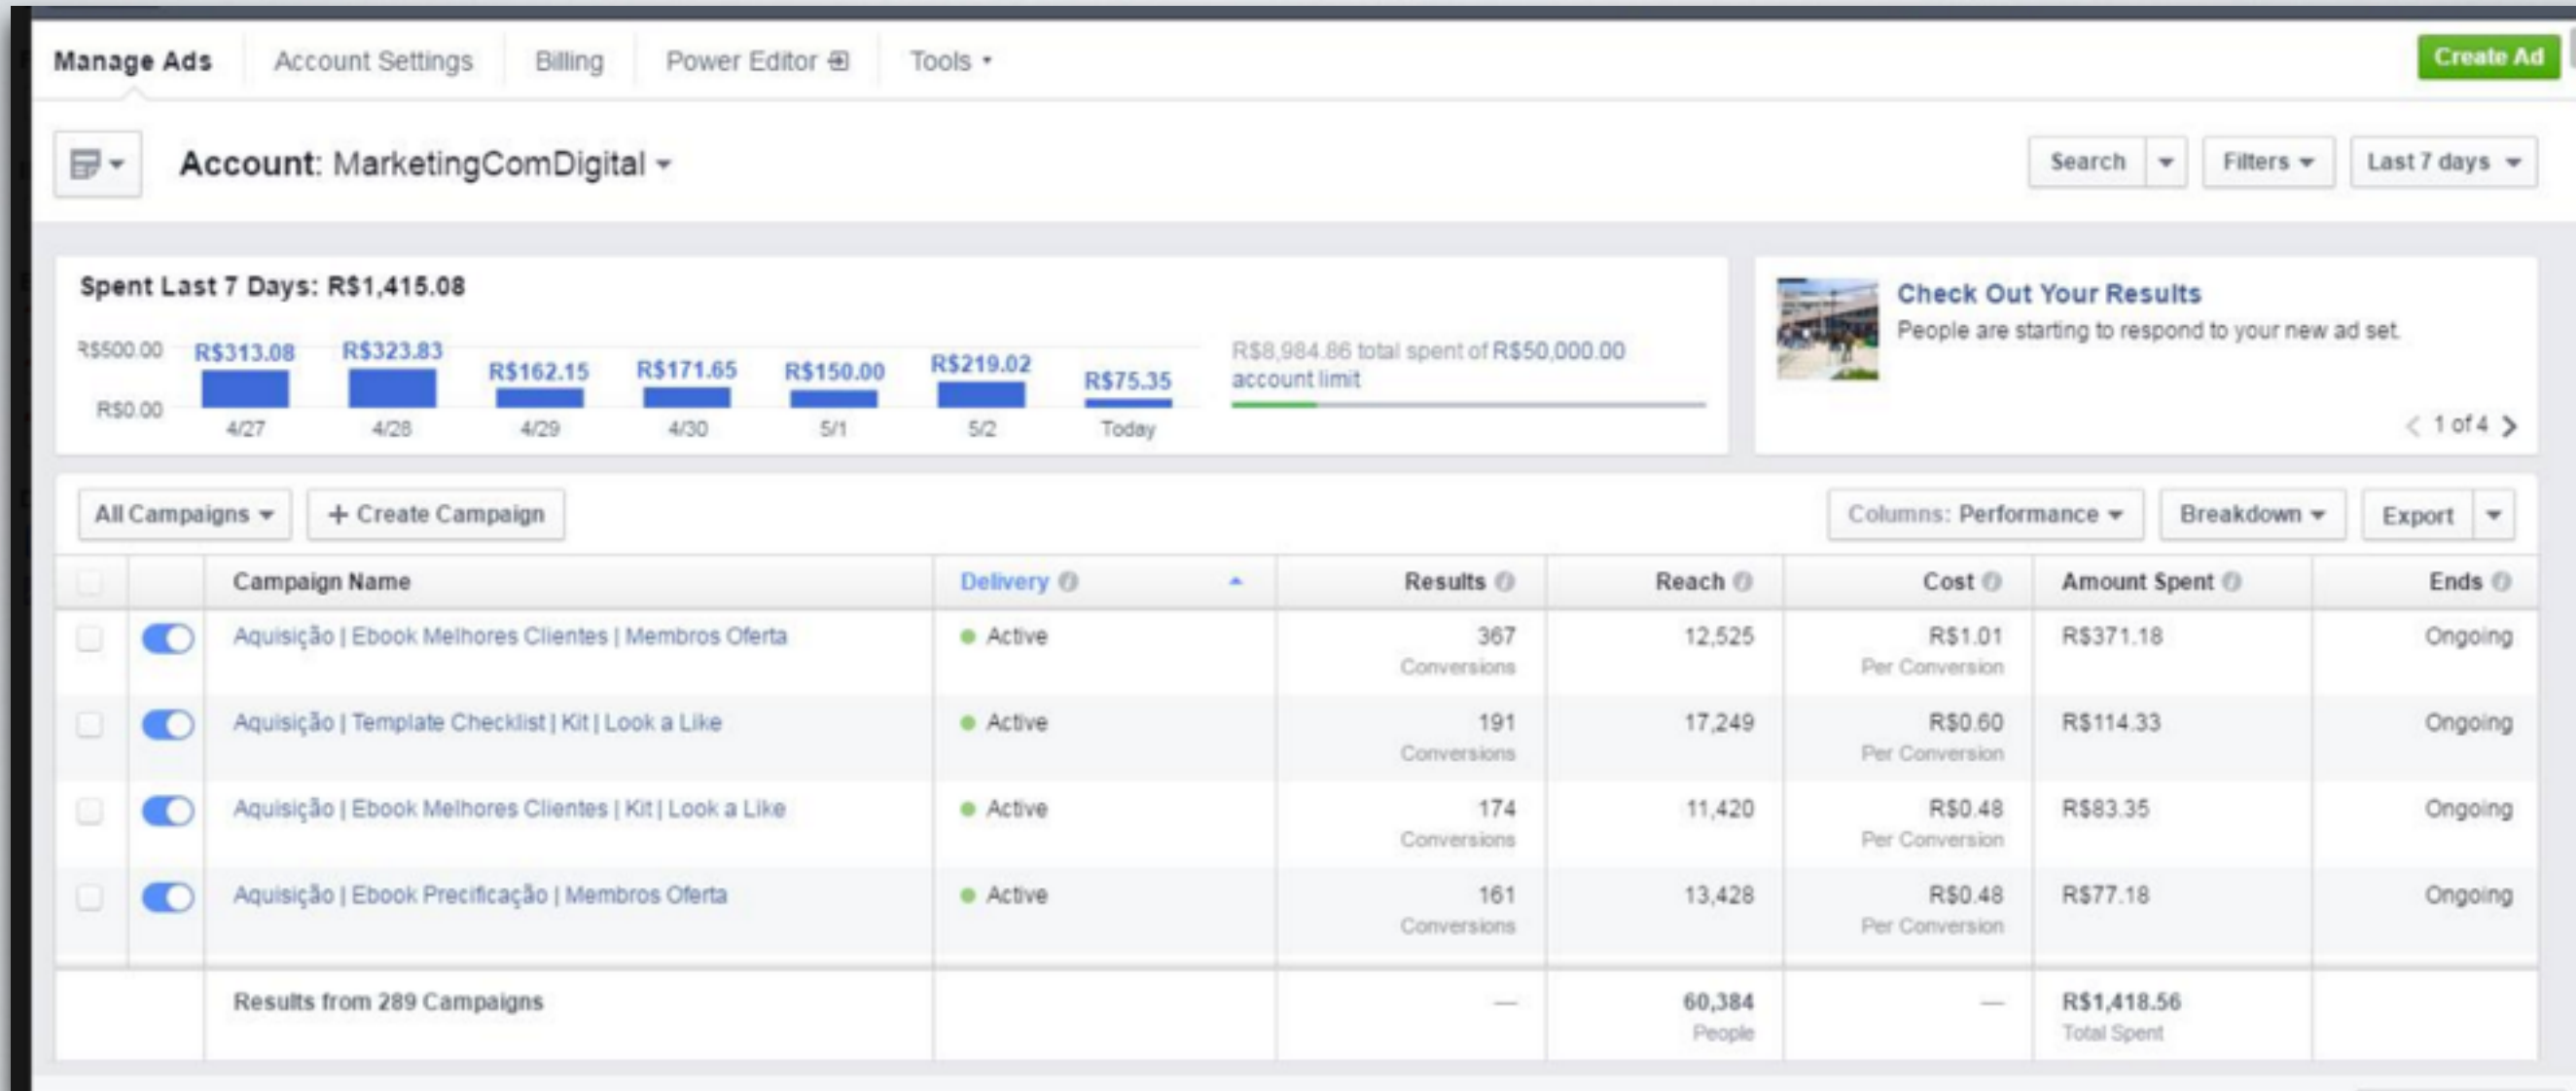 Manage Ads Account Settings Billing Power Editor Tools Create Ad
Account: MarketingComDigital Search Filters Last 7 days
Spent Last 7 Days: R$1,415.08
R$500.00 R$313.08 R$323.83 R$162.15 R$171.65 R$150.00 R$219.02 R$75.35
R$0.00
4/27 4/28 4/29 4/30 5/1 5/2 Today
R$8,984.86 total spent of R$50,000.00
account limit
Check Out Your Results
People are starting to respond to your new ad set.
1 of 4
All Campaigns + Create Campaign Columns: Performance Breakdown Export
Campaign Name Delivery Results Reach Cost Amount Spent Ends
Aquisição | Ebook Melhores Clientes | Membros Oferta Active 367 12,525 R$1.01 R$371.18 Ongoing
Conversions Per Conversion
Aquisição | Template Checklist | Kit | Look a Like Active 191 17,249 R$0.60 R$114.33 Ongoing
Conversions Per Conversion
Aquisição | Ebook Melhores Clientes | Kit | Look a Like Active 174 11,420 R$0.48 R$83.35 Ongoing
Conversions Per Conversion
Aquisição | Ebook Precificação | Membros Oferta Active 161 13,428 R$0.48 R$77.18 Ongoing
Conversions Per Conversion
Results from 289 Campaigns — 60,384 — R$1,418.56
People Total Spent